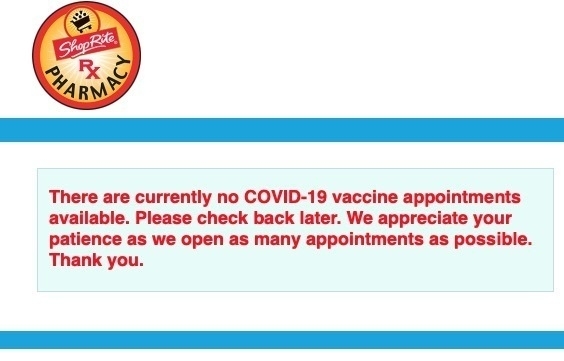 ShopRite
Rx
PHARMACY
There are currently no COVID-19 vaccine appointments
available. Please check back later. We appreciate your
patience as we open as many appointments as possible.
Thank you.